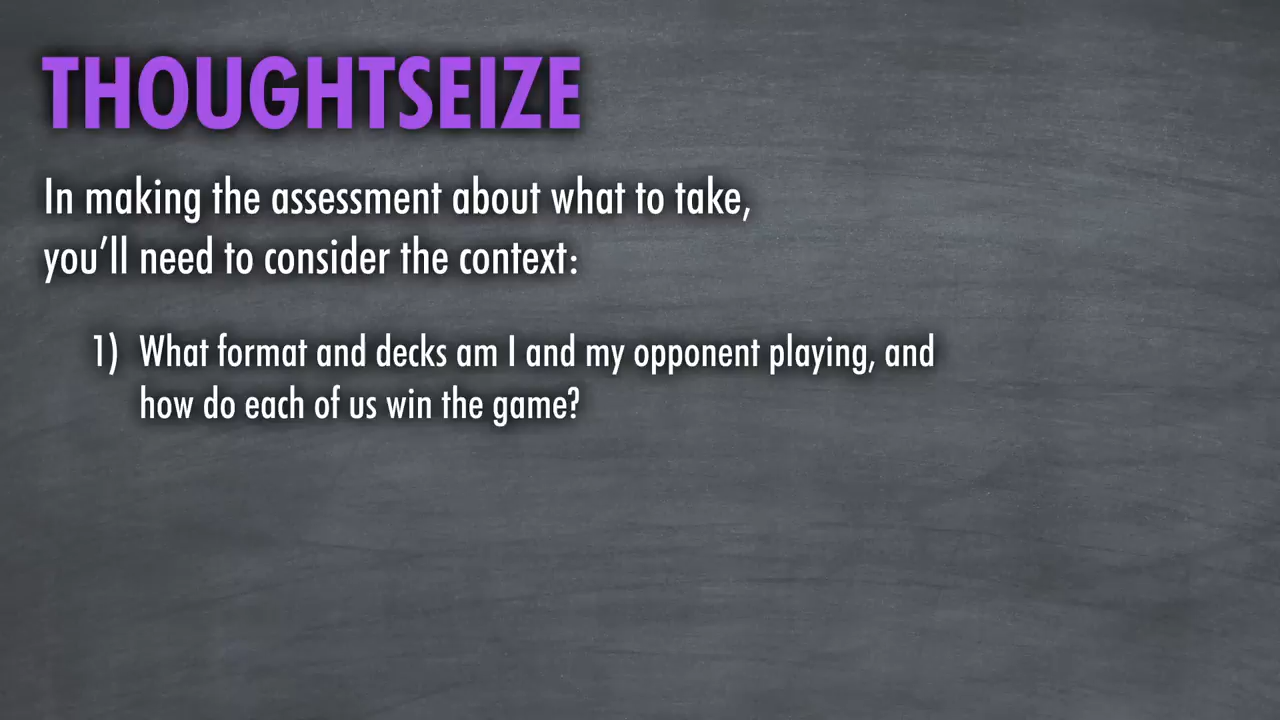 THOUGHTSEIZE
In making the assessment about what to take,
you’ll need to consider the context:
1) What format and decks am I and my opponent playing, and
how do each of us win the game?